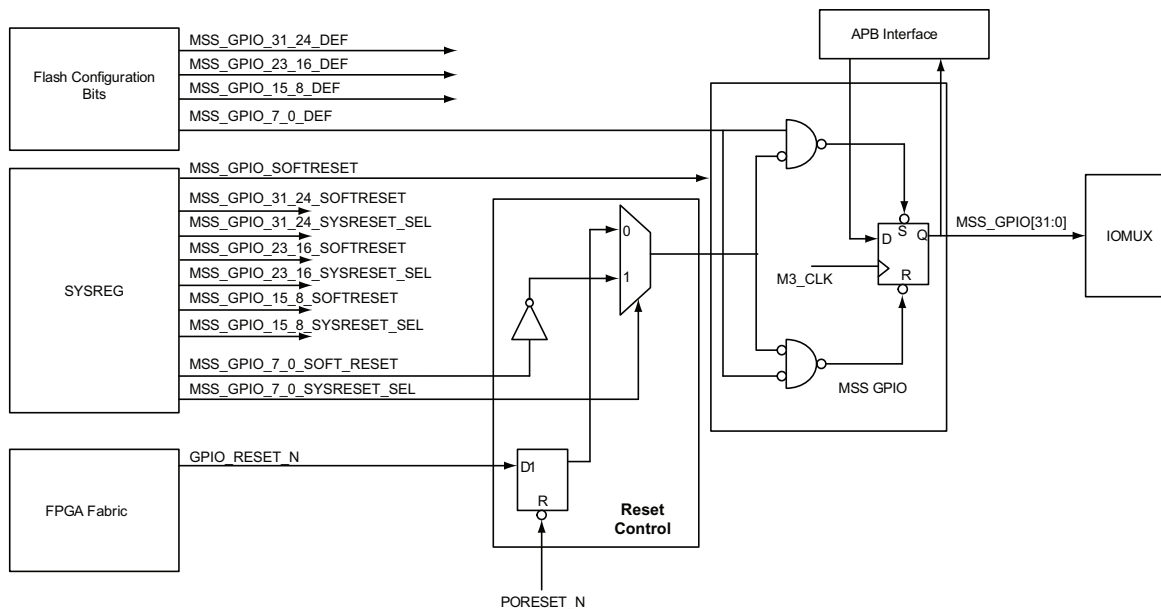 MSS_GPIO_31_24_DEF
MSS_GPIO_23_16_DEF
MSS_GPIO_15_8_DEF
MSS_GPIO_7_0_DEF
Flash Configuration
Bits
APB Interface
MSS_GPIO_SOFTRESET
MSS_GPIO_31_24_SOFTRESET
MSS_GPIO_31_24_SYSRESET_SEL
MSS_GPIO_23_16_SOFTRESET
MSS_GPIO_23_16_SYSRESET_SEL
MSS_GPIO_15_8_SOFTRESET
MSS_GPIO_15_8_SYSRESET_SEL
MSS_GPIO_7_0_SOFT_RESET
MSS_GPIO_7_0_SYSRESET_SEL
SYSREG
0
1
S
D
Q
R
M3_CLK
MSS GPIO
MSS_GPIO[31:0]
IOMUX
GPIO_RESET_N
FPGA Fabric
D1
R
Reset
Control
PORESET_N